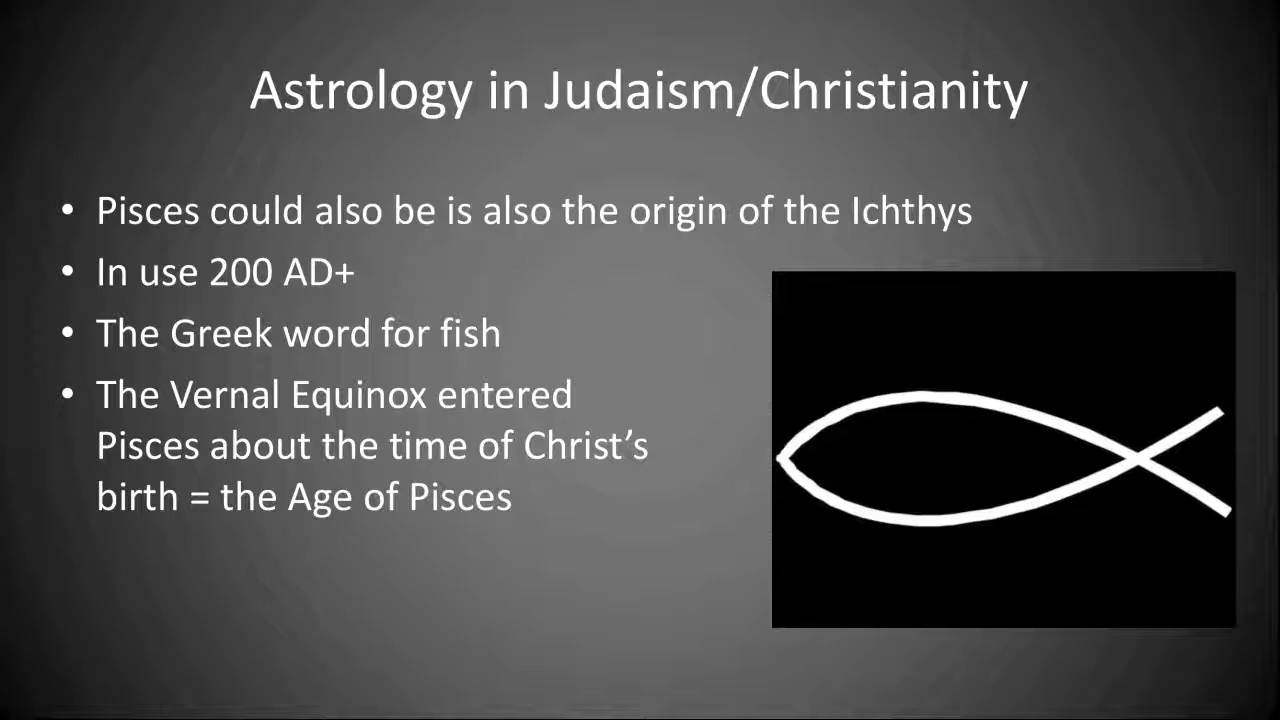 Astrology in Judaism/Christianity
• Pisces could also be is also the origin of the Ichthys
• In use 200 AD+
• The Greek word for fish
• The Vernal Equinox entered
Pisces about the time of Christ’s
birth = the Age of Pisces